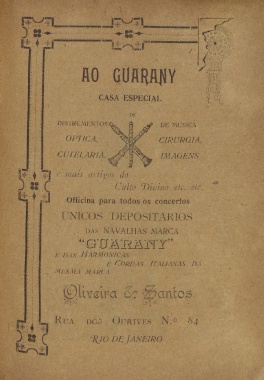 AO GUARANY
CASA ESPECIAL
DE
INSTRUMENTOS DE MUSICA
OPTICA, CIRURGIA,
CUTELARIA, IMAGENS
e mais artigos do
Culto Divino etc. etc.
Officina para todos os concertos
UNICOS DEPOSITARIOS
DAS NAVALHAS MARCA
"GUARANY"
E DAS HARMONICAS
E CORDAS ITALIANAS DA
MESMA MARCA
Oliveira & Santos
RUA DOS OURIVES N.º 84
RIO DE JANEIRO